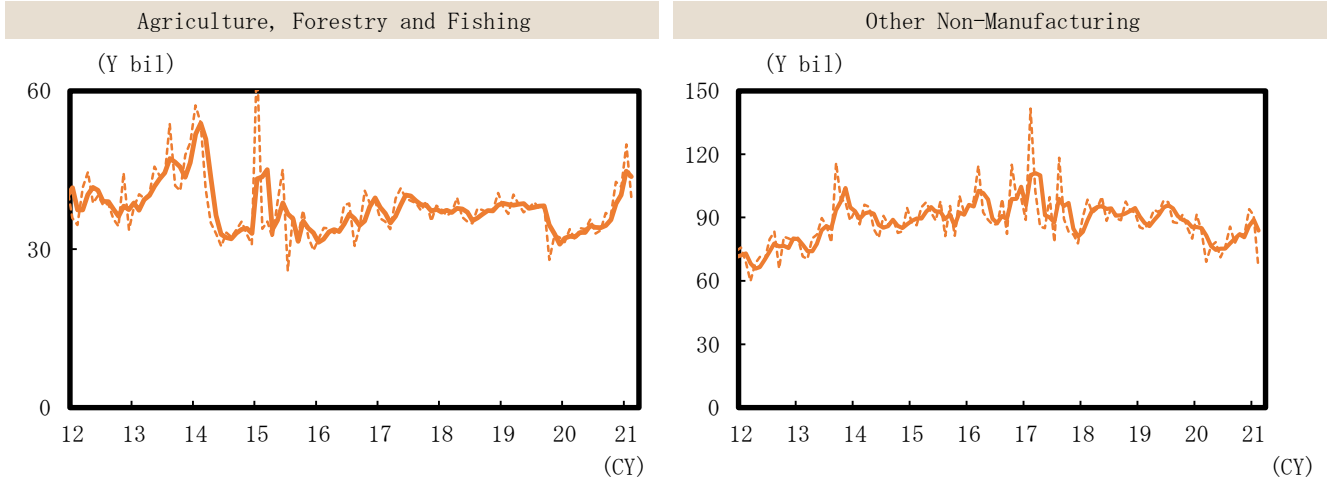 Agriculture, Forestry and Fishing
(Y bil)
60
30
0
12 13 14 15 16 17 18 19 20 21
(CY)
Other Non-Manufacturing
(Y bil)
150
120
90
60
30
0
12 13 14 15 16 17 18 19 20 21
(CY)